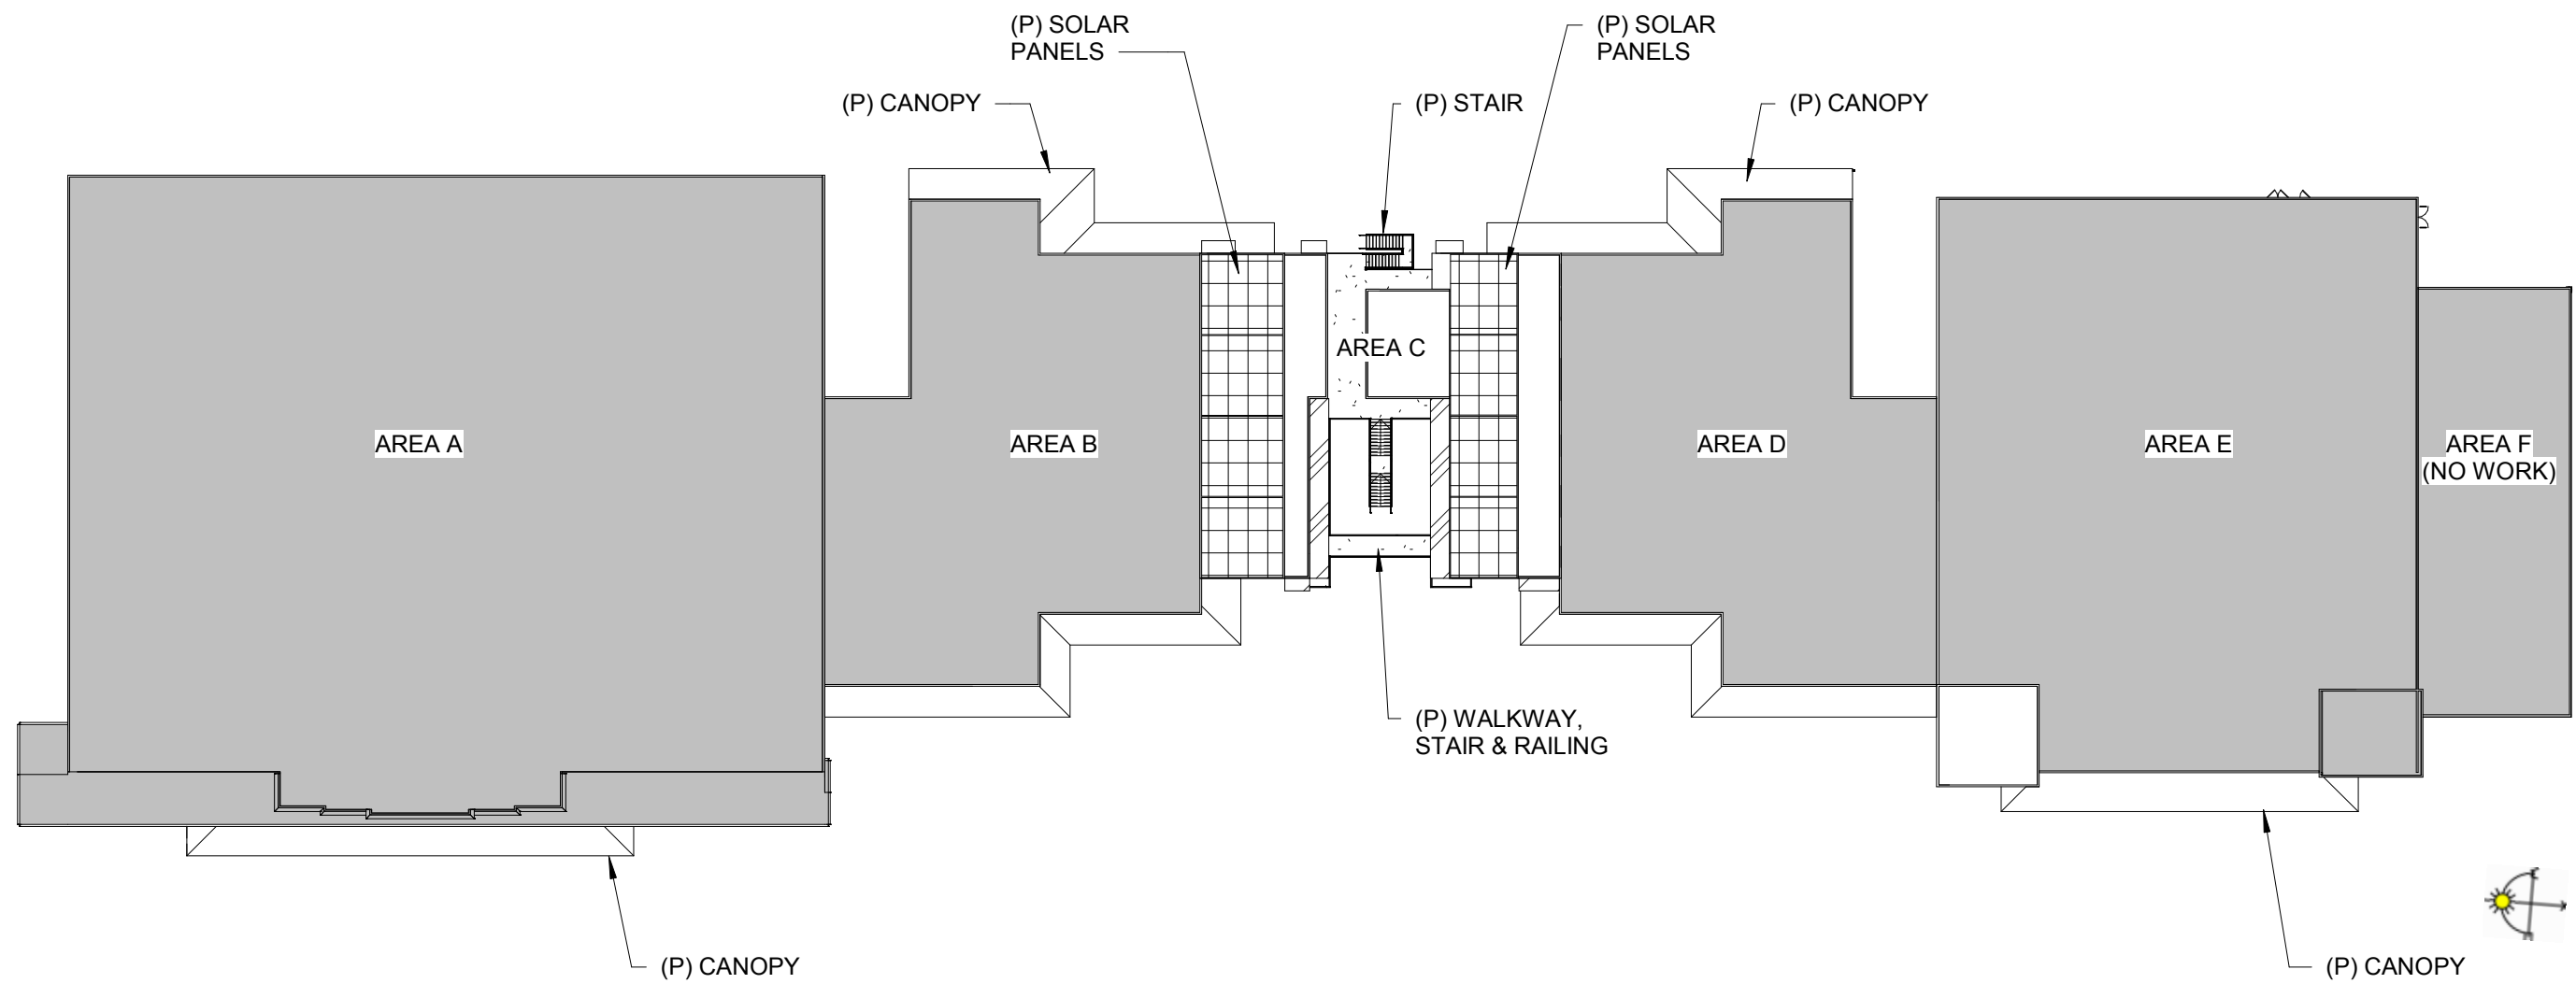 (P) SOLAR
PANELS
(P) SOLAR
PANELS
(P) CANOPY
(P) STAIR
(P) CANOPY
AREA C
AREA A
AREA B
AREA D
AREA E
AREA F
(NO WORK)
(P) WALKWAY,
STAIR & RAILING
(P) CANOPY
(P) CANOPY